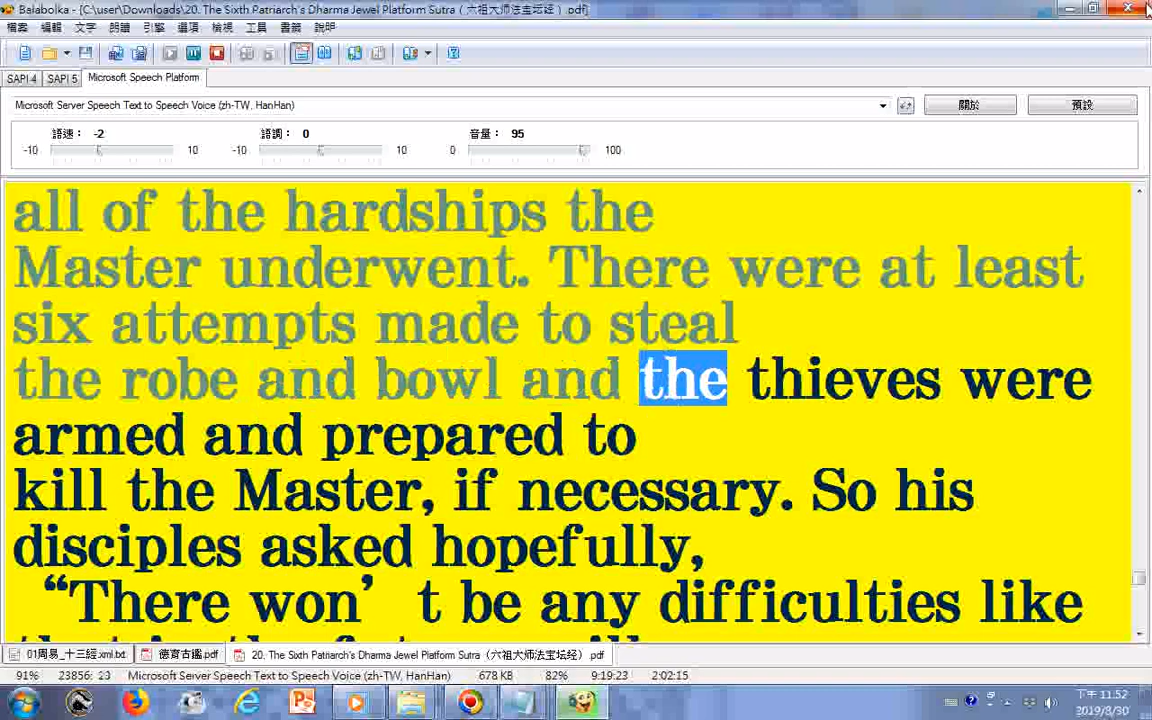 Balabolka - [C:\user\Downloads\20. The Sixth Patriarch's Dharma Jewel Platform Sutra（六祖大师法宝坛经）.pdf]
檔案 編輯 文字 朗讀 引擎 選項 檢視 工具 書籤 說明
SAPI 4 SAPI 5 Microsoft Speech Platform
Microsoft Server Speech Text to Speech Voice (zh-TW, HanHan) 關於 預設
語速： -2 語調： 0 音量： 95
-10 10 -10 10 0 100
all of the hardships the
Master underwent. There were at least
six attempts made to steal
the robe and bowl and the thieves were
armed and prepared to
kill the Master, if necessary. So his
disciples asked hopefully,
“There won’ t be any difficulties like
01周易_十三經.xml.txt 德育古鑑.pdf 20. The Sixth Patriarch's Dharma Jewel Platform Sutra（六祖大师法宝坛经）.pdf
91% 23856: 23 Microsoft Server Speech Text to Speech Voice (zh-TW, HanHan) 678 KB 82% 9:19:23 2:02:15
下午 11:52
2019/8/30